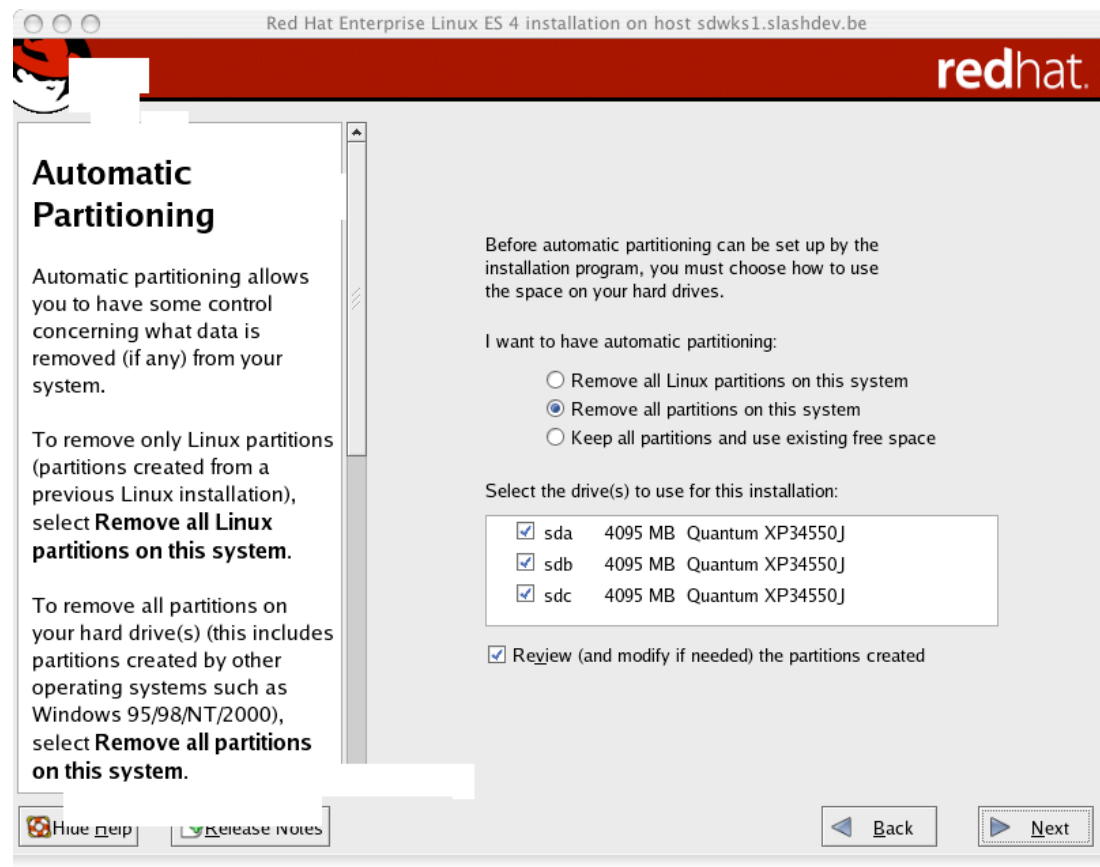 Red Hat Enterprise Linux ES 4 installation on host sdwks1.slashdev.be
redhat.
Automatic
Partitioning
Automatic partitioning allows
you to have some control
concerning what data is
removed (if any) from your
system.
To remove only Linux partitions
(partitions created from a
previous Linux installation),
select Remove all Linux
partitions on this system.
To remove all partitions on
your hard drive(s) (this includes
partitions created by other
operating systems such as
Windows 95/98/NT/2000),
select Remove all partitions
on this system.
Before automatic partitioning can be set up by the
installation program, you must choose how to use
the space on your hard drives.
I want to have automatic partitioning:
Remove all Linux partitions on this system
Remove all partitions on this system
Keep all partitions and use existing free space
Select the drive(s) to use for this installation:
sda 4095 MB Quantum XP34550J
sdb 4095 MB Quantum XP34550J
sdc 4095 MB Quantum XP34550J
Review (and modify if needed) the partitions created
Hide Help
Release Notes
Back
Next